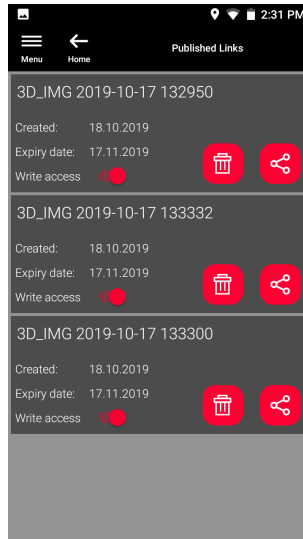 2:31 PM
Menu
Home
Published Links
3D_IMG 2019-10-17 132950
Created: 18.10.2019
Expiry date: 17.11.2019
Write access
3D_IMG 2019-10-17 133332
Created: 18.10.2019
Expiry date: 17.11.2019
Write access
3D_IMG 2019-10-17 133300
Created: 18.10.2019
Expiry date: 17.11.2019
Write access